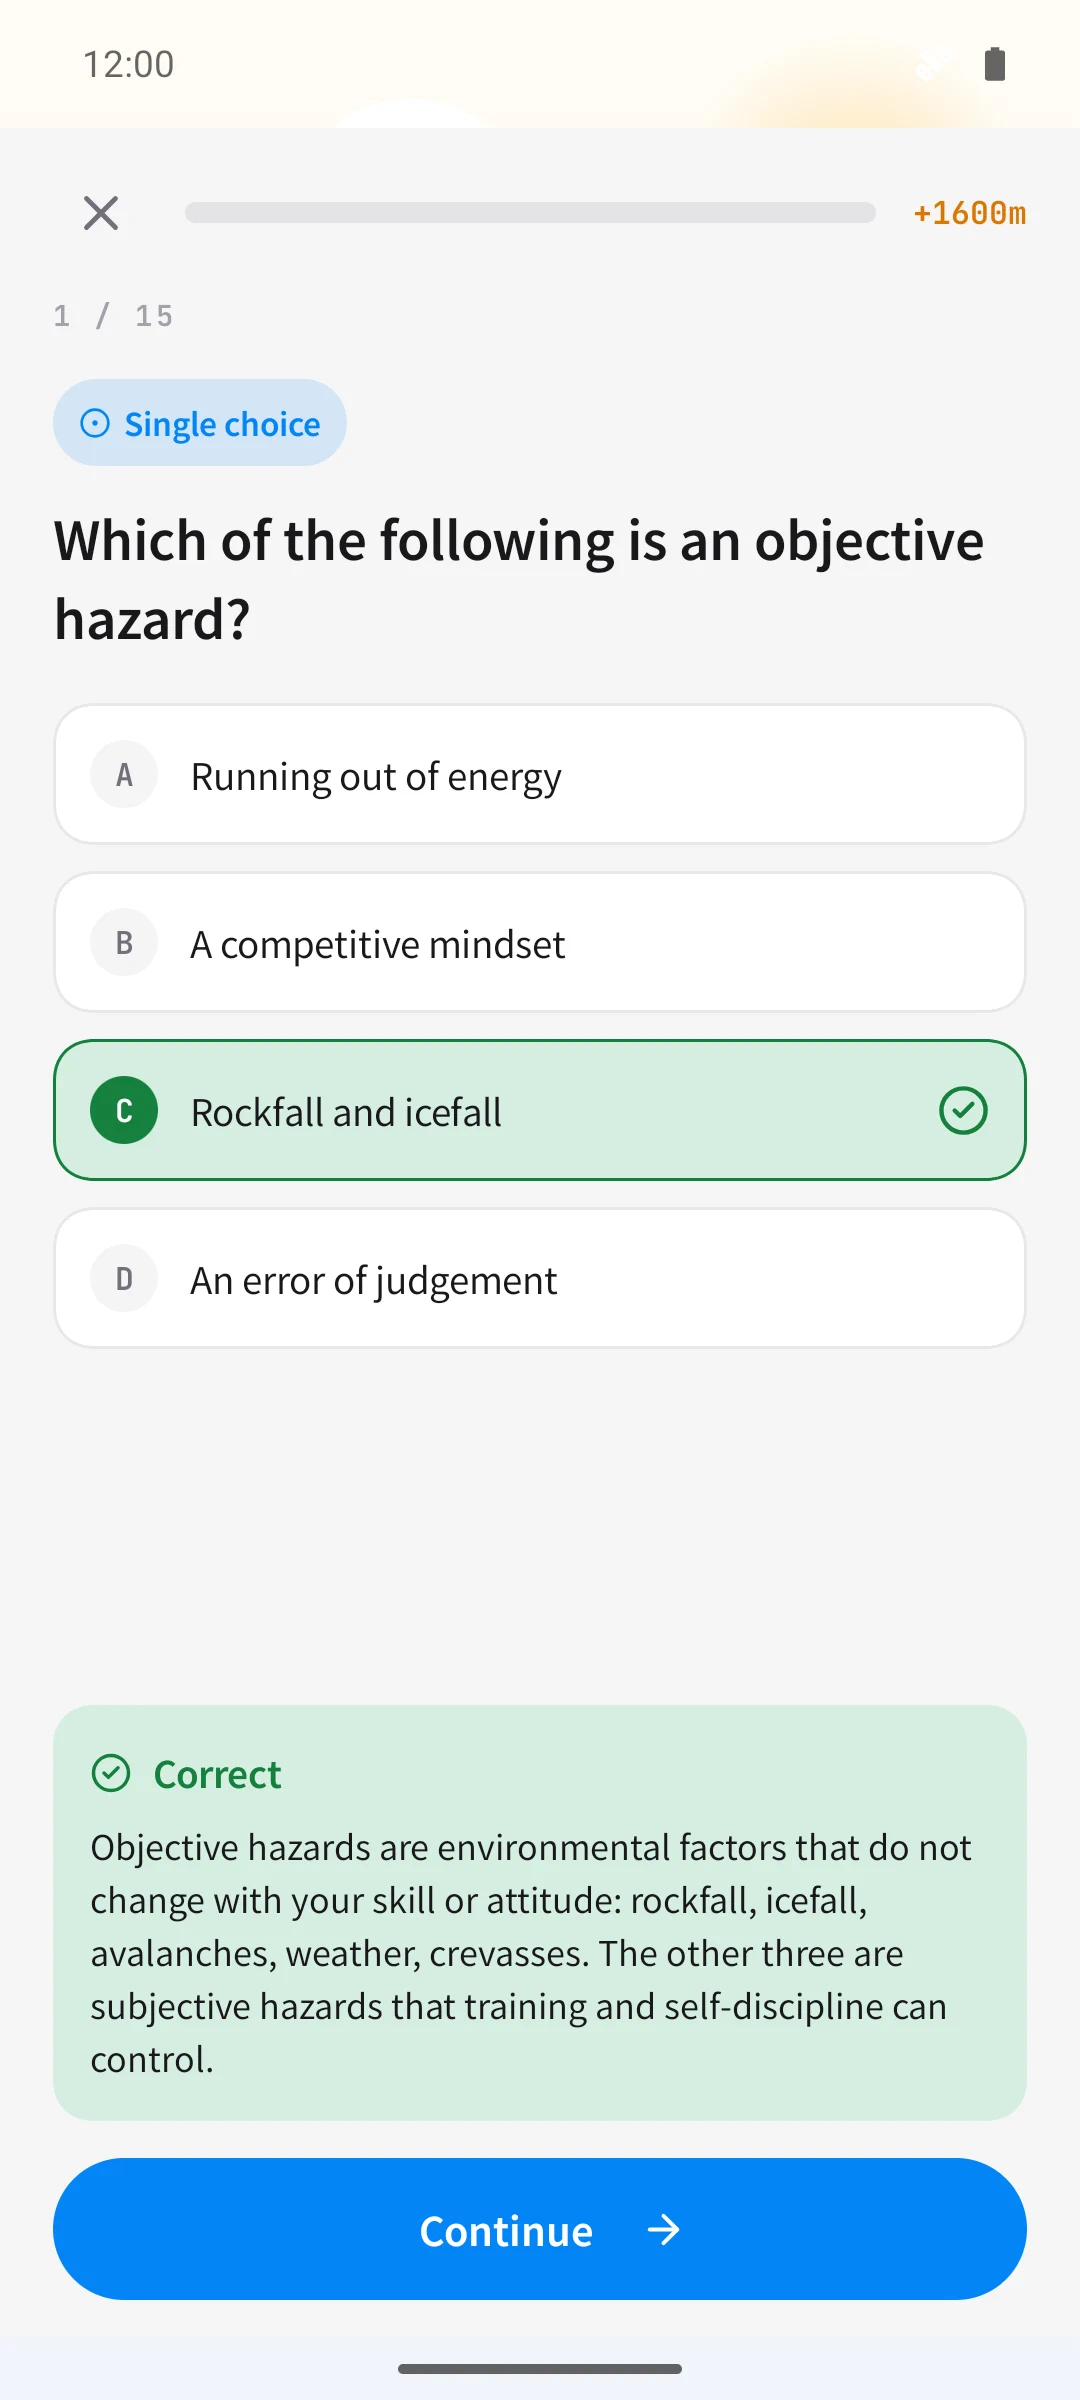 12:00
+1600m
1 / 15
Single choice
Which of the following is an objective
hazard?
A Running out of energy
B A competitive mindset
C Rockfall and icefall
D An error of judgement
Correct
Objective hazards are environmental factors that do not
change with your skill or attitude: rockfall, icefall,
avalanches, weather, crevasses. The other three are
subjective hazards that training and self-discipline can
control.
Continue